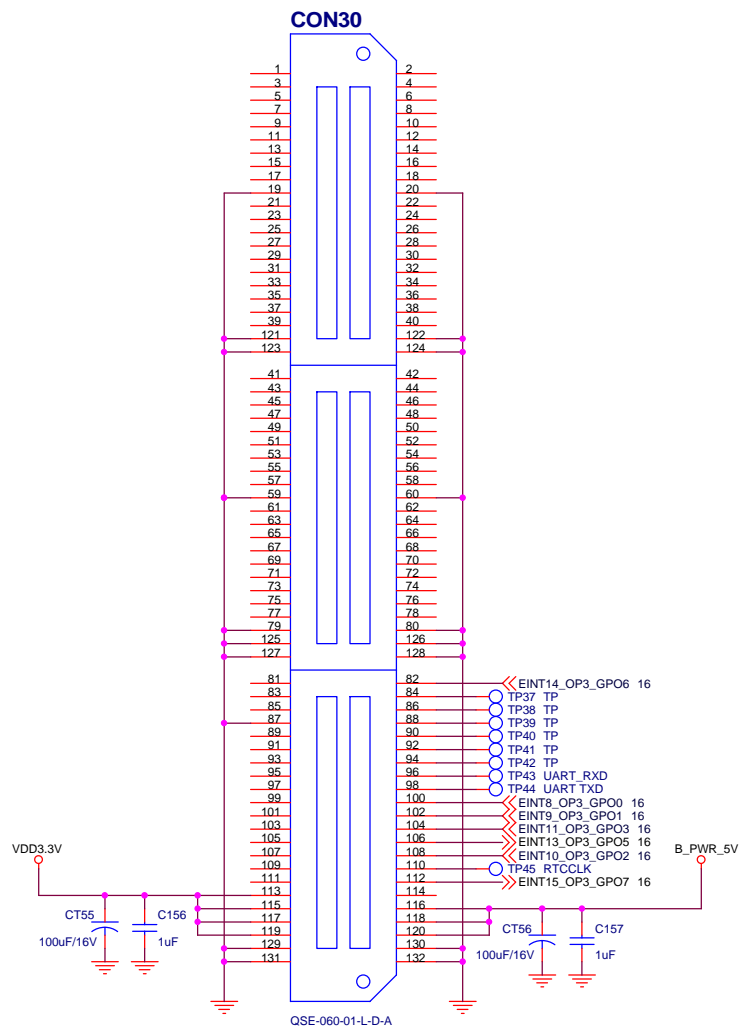 CON30
1 2
3 4
5 6
7 8
9 10
11 12
13 14
15 16
17 18
19 20
21 22
23 24
25 26
27 28
29 30
31 32
33 34
35 36
37 38
39 40
121 122
123 124
41 42
43 44
45 46
47 48
49 50
51 52
53 54
55 56
57 58
59 60
61 62
63 64
65 66
67 68
69 70
71 72
73 74
75 76
77 78
79 80
125 126
127 128
81 82 EINT14_OP3_GPO6 16
83 84 TP37 TP
85 86 TP38 TP
87 88 TP39 TP
89 90 TP40 TP
91 92 TP41 TP
93 94 TP42 TP
95 96 TP43 UART_RXD
97 98 TP44 UART TXD
99 100 EINT8_OP3_GPO0 16
101 102 EINT9_OP3_GPO1 16
103 104 EINT11_OP3_GPO3 16
105 106 EINT13_OP3_GPO5 16
VDD3.3V 107 108 EINT10_OP3_GPO2 16 B_PWR_5V
109 110 TP45 RTCCLK
111 112 EINT15_OP3_GPO7 16
113 114
115 116
117 118
119 120
129 130
131 132
CT55 C156 CT56 C157
100uF/16V 1uF 100uF/16V 1uF
QSE-060-01-L-D-A